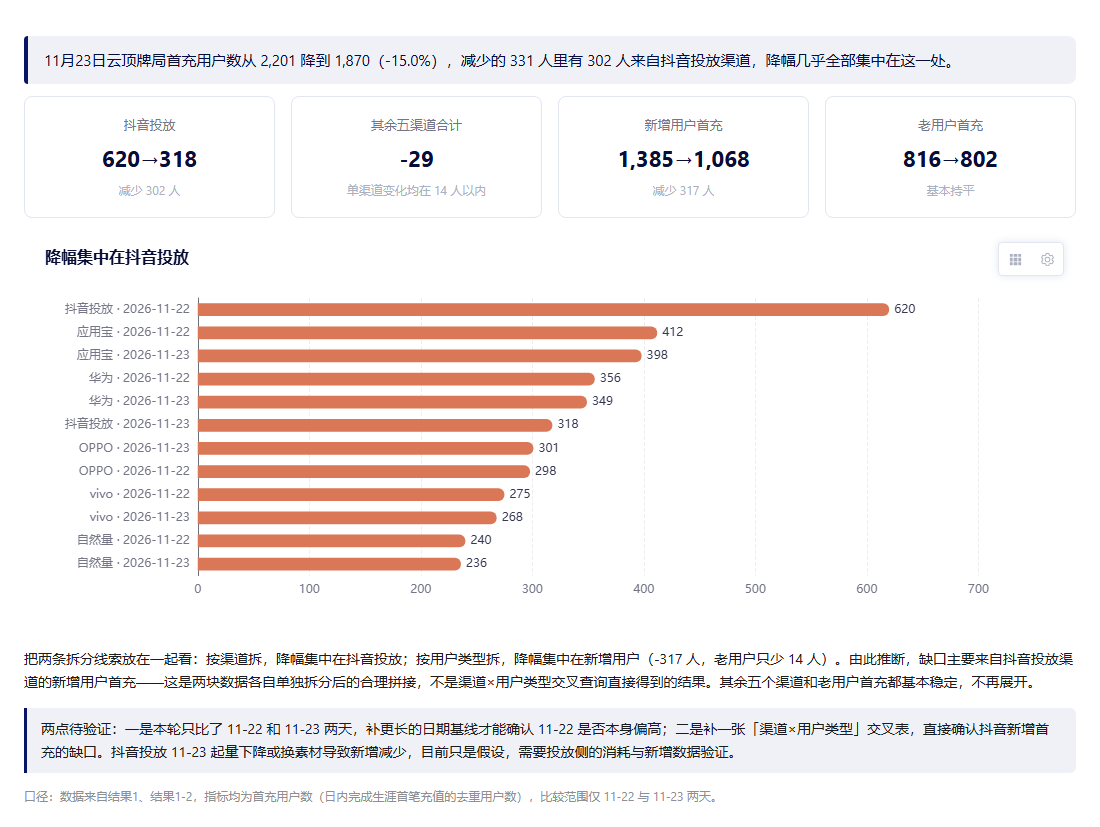 11月23日云顶牌局首充用户数从 2,201 降到 1,870（-15.0%），减少的 331 人里有 302 人来自抖音投放渠道，降幅几乎全部集中在这一处。
抖音投放
620→318
减少 302 人
其余五渠道合计
-29
单渠道变化均在 14 人以内
新增用户首充
1,385→1,068
减少 317 人
老用户首充
816→802
基本持平
降幅集中在抖音投放
抖音投放 · 2026-11-22 620
应用宝 · 2026-11-22 412
应用宝 · 2026-11-23 398
华为 · 2026-11-22 356
华为 · 2026-11-23 349
抖音投放 · 2026-11-23 318
OPPO · 2026-11-23 301
OPPO · 2026-11-22 298
vivo · 2026-11-22 275
vivo · 2026-11-23 268
自然量 · 2026-11-22 240
自然量 · 2026-11-23 236
0 100 200 300 400 500 600 700
把两条拆分线索放在一起看：按渠道拆，降幅集中在抖音投放；按用户类型拆，降幅集中在新增用户（-317 人，老用户只少 14 人）。由此推断，缺口主要来自抖音投放渠
道的新增用户首充——这是两块数据各自单独拆分后的合理拼接，不是渠道×用户类型交叉查询直接得到的结果。其余五个渠道和老用户首充都基本稳定，不再展开。
两点待验证：一是本轮只比了 11-22 和 11-23 两天，补更长的日期基线才能确认 11-22 是否本身偏高；二是补一张「渠道×用户类型」交叉表，直接确认抖音新增首
充的缺口。抖音投放 11-23 起量下降或换素材导致新增减少，目前只是假设，需要投放侧的消耗与新增数据验证。
口径：数据来自结果1、结果1-2，指标均为首充用户数（日内完成生涯首笔充值的去重用户数），比较范围仅 11-22 与 11-23 两天。